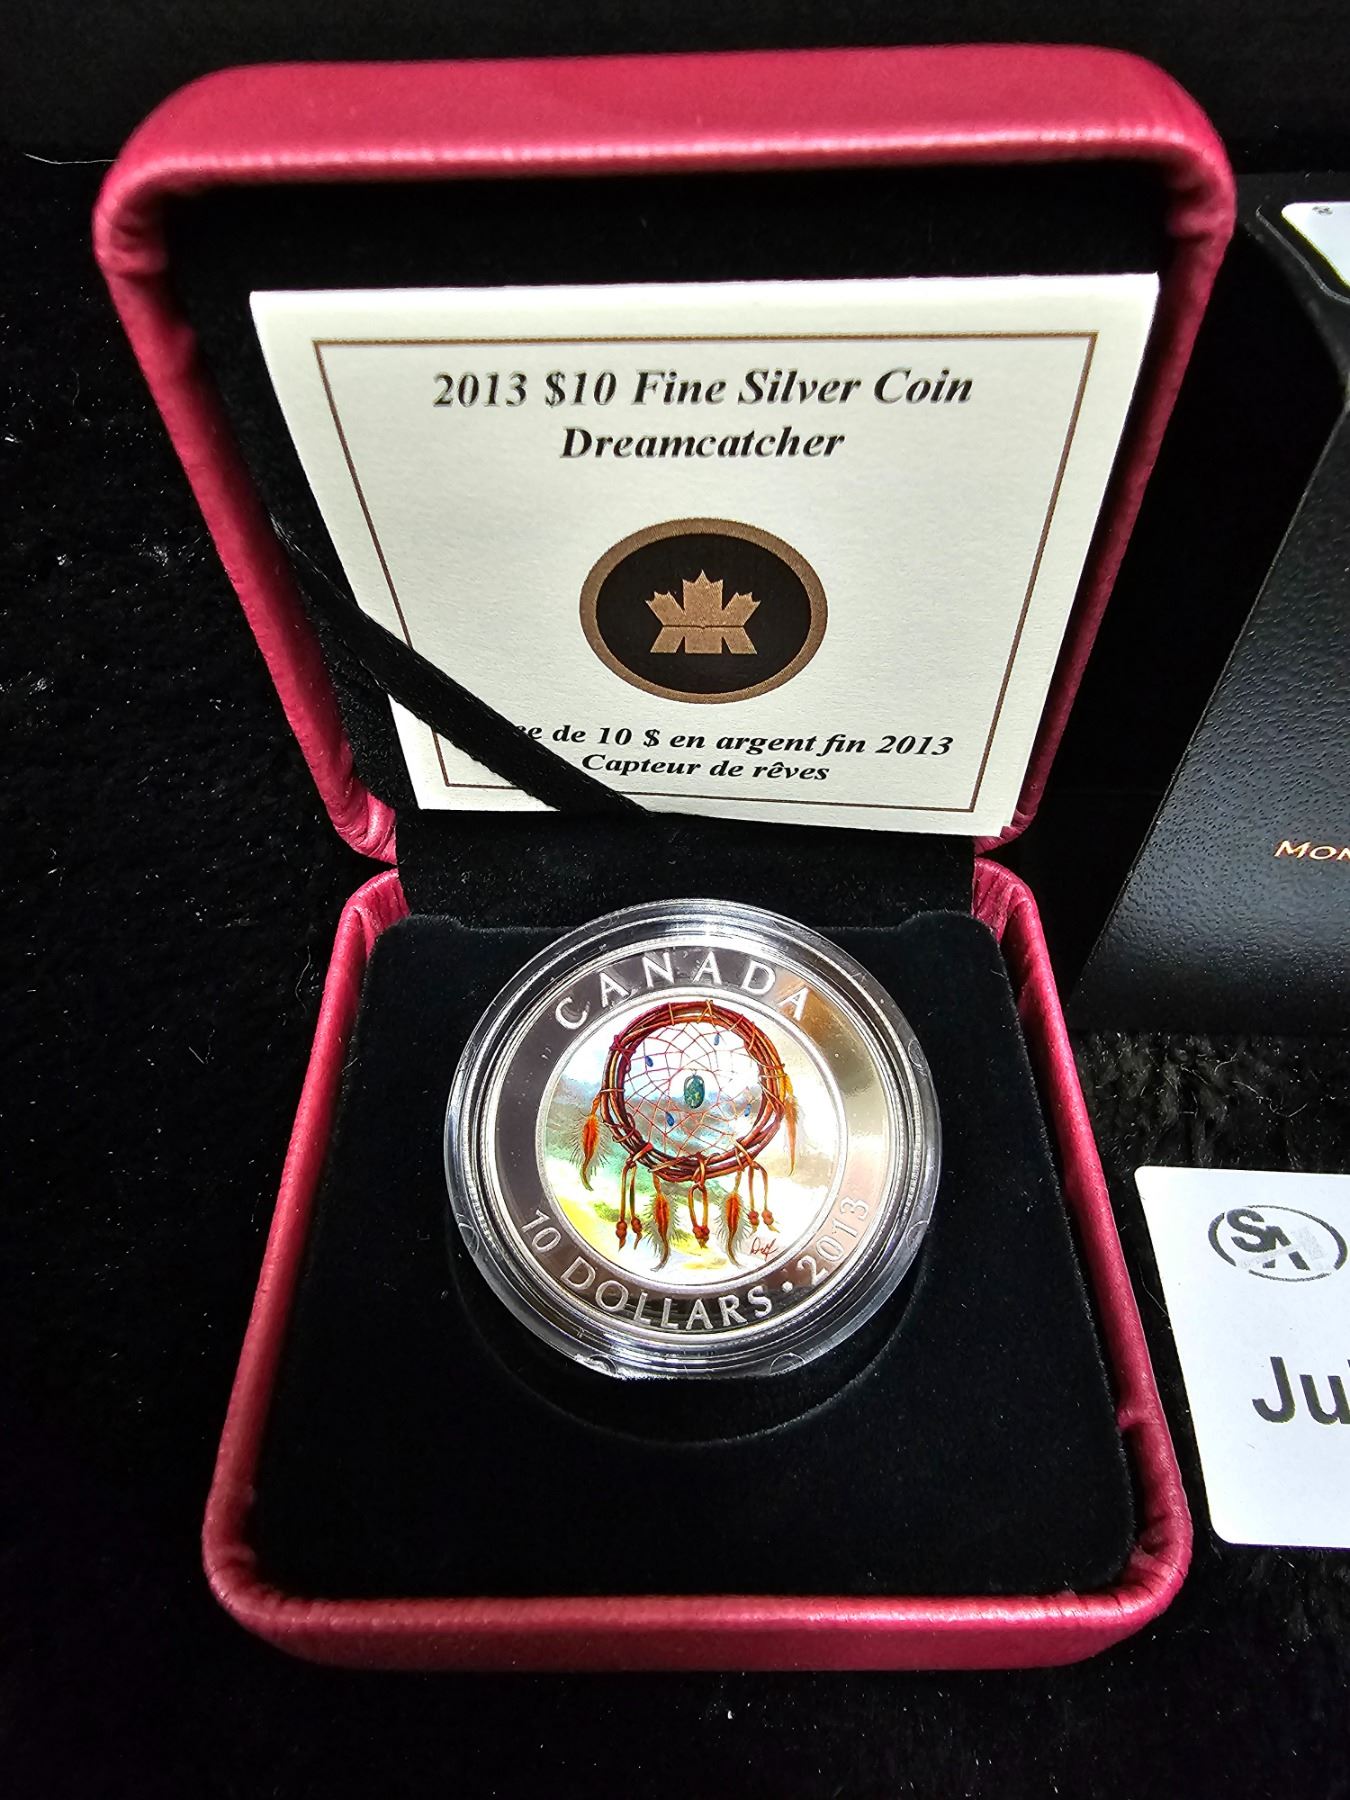 2013 $10 Fine Silver Coin
Dreamcatcher
de 10 $ en argent fin 2013
Capteur de rêves
CANADA
10 DOLLARS • 2013